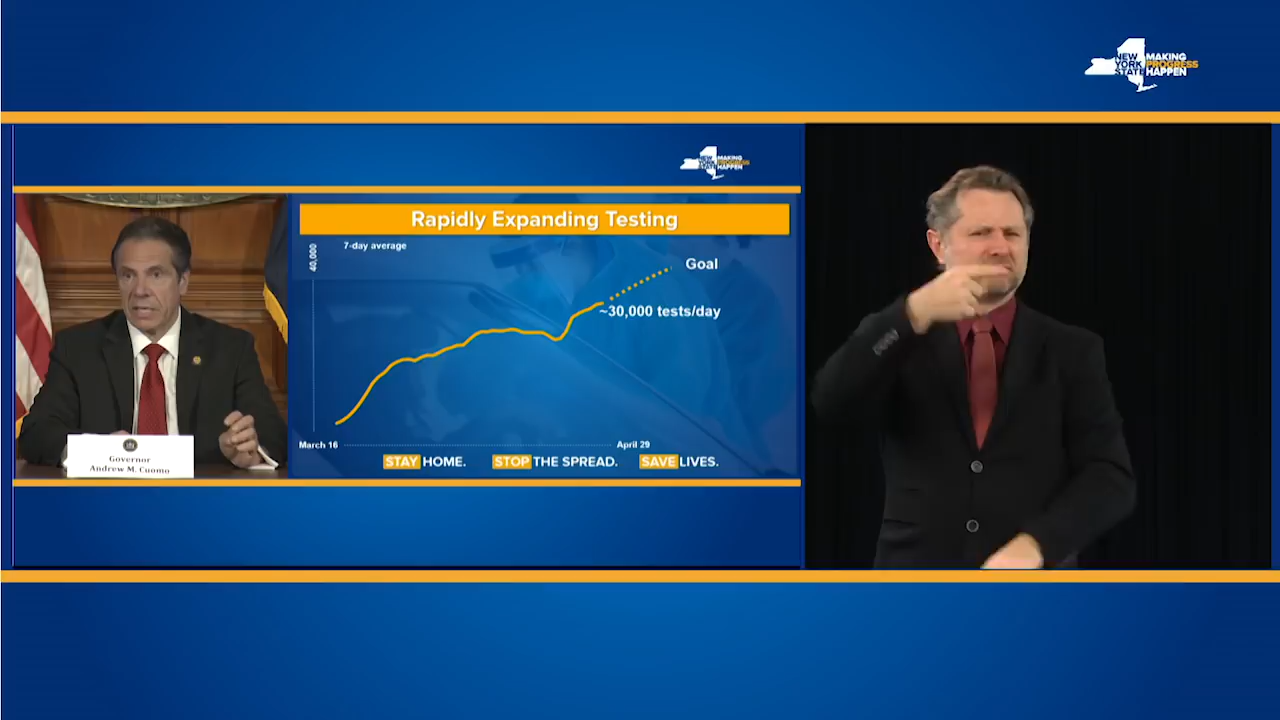 NEW
YORK
STATE
MAKING
PROGRESS
HAPPEN
NEW
YORK
STATE
MAKING
PROGRESS
HAPPEN
Rapidly Expanding Testing
40,000
7-day average
Goal
~30,000 tests/day
March 16
April 29
STAY HOME. STOP THE SPREAD. SAVE LIVES.
Governor
Andrew M. Cuomo